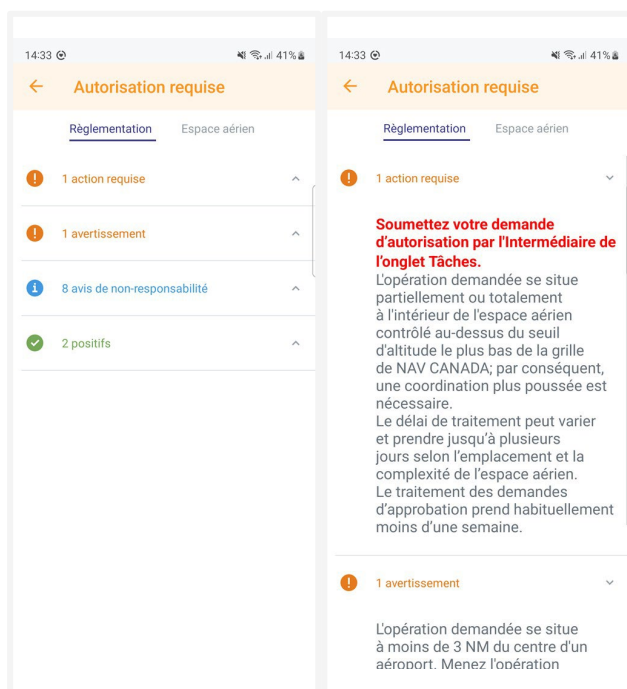 14:33
41%
Autorisation requise
Règlementation Espace aérien
1 action requise
1 avertissement
8 avis de non-responsabilité
2 positifs
14:33
41%
Autorisation requise
Règlementation Espace aérien
1 action requise
Soumettez votre demande
d'autorisation par l'Intermédiaire de
l'onglet Tâches.
L'opération demandée se situe
partiellement ou totalement
à l'intérieur de l'espace aérien
contrôlé au-dessus du seuil
d'altitude le plus bas de la grille
de NAV CANADA; par conséquent,
une coordination plus poussée est
nécessaire.
Le délai de traitement peut varier
et prendre jusqu'à plusieurs
jours selon l'emplacement et la
complexité de l'espace aérien.
Le traitement des demandes
d'approbation prend habituellement
moins d'une semaine.
1 avertissement
L'opération demandée se situe
à moins de 3 NM du centre d'un
aéroport. Menez l'opération